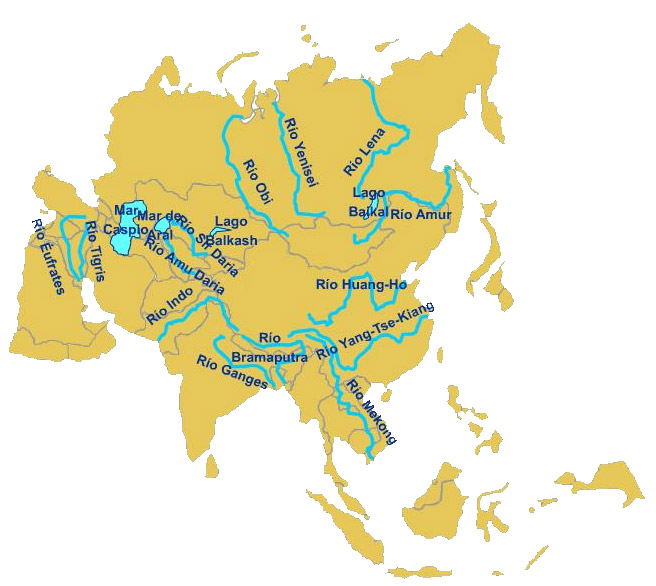 Río Yenisei
Río Lena
Río Obi
Lago
Baikal
Río Amur
Mar
Caspio
Mar de
Aral
Río Sir Daria
Lago
Balkash
Río Eufrates
Río Tigris
Río Amu Daria
Río Indo
Río Huang-Ho
Río Yang-Tse-Kiang
Río
Bramaputra
Río Ganges
Río Mekong